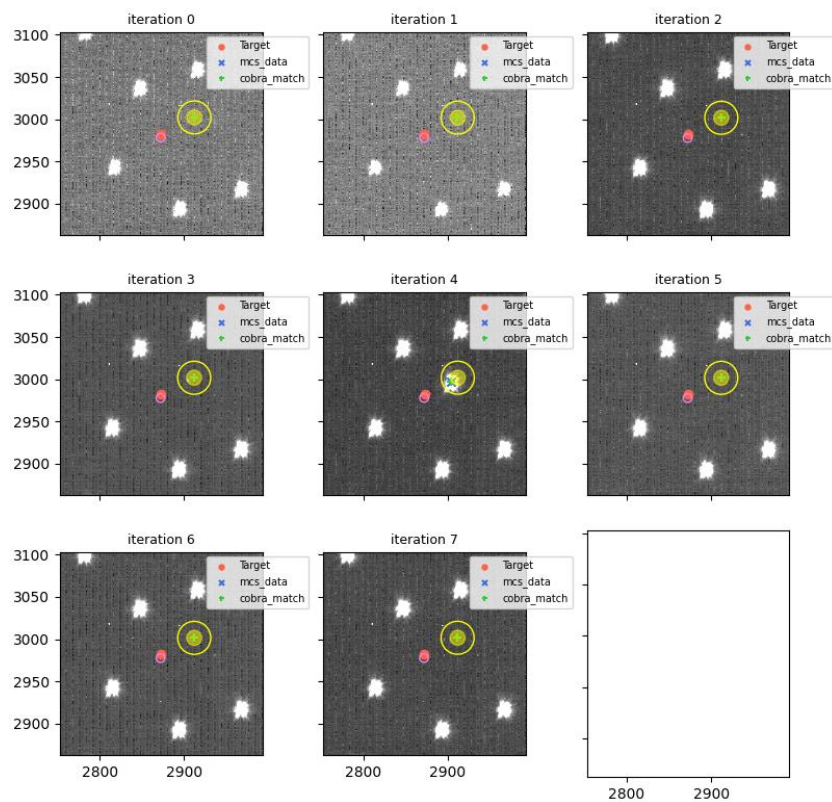 iteration 0
iteration 1
iteration 2
3100
3050
3000
2950
2900
Target
mcs_data
cobra_match
Target
mcs_data
cobra_match
Target
mcs_data
cobra_match
iteration 3
iteration 4
iteration 5
3100
3050
3000
2950
2900
Target
mcs_data
cobra_match
Target
mcs_data
cobra_match
Target
mcs_data
cobra_match
iteration 6
iteration 7
3100
3050
3000
2950
2900
Target
mcs_data
cobra_match
Target
mcs_data
cobra_match
2800 2900
2800 2900
2800 2900